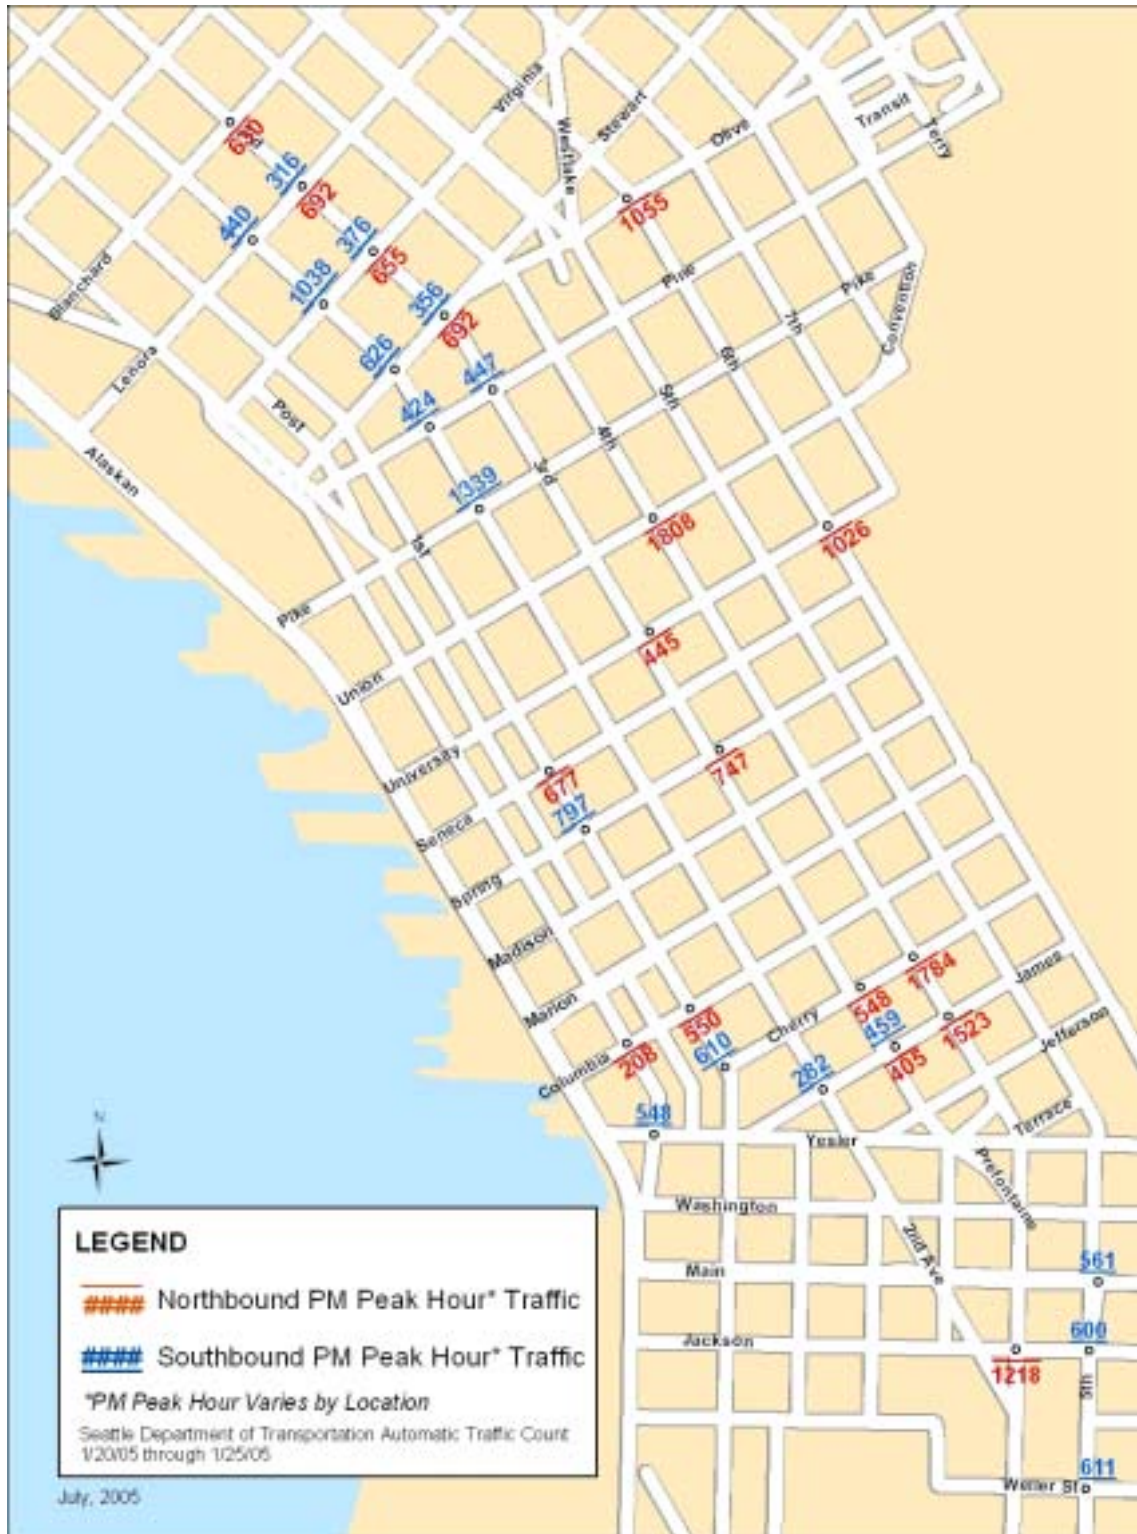 Virginia
Westlake
Stewart
Olive
Transit
Terry
630
316
692
440
376
655
1038
356
692
626
447
424
1055
Pine
Pike
Convention
7th
6th
5th
4th
3rd
1st
Blanchard
Lenora
Post
Alaskan
1339
1808
1026
Pike
Union
445
University
747
677
797
Seneca
Spring
Madison
Marion
Columbia
208
550
610
Cherry
548
459
1784
405
1523
James
Jefferson
282
548
Terrace
Yesler
Prefontaine
Washington
2nd Ave
Main
561
Jackson
600
1218
5th
611
Weller St
N
LEGEND
#### Northbound PM Peak Hour* Traffic
#### Southbound PM Peak Hour* Traffic
*PM Peak Hour Varies by Location
Seattle Department of Transportation Automatic Traffic Count
1/20/05 through 1/25/05
July, 2005